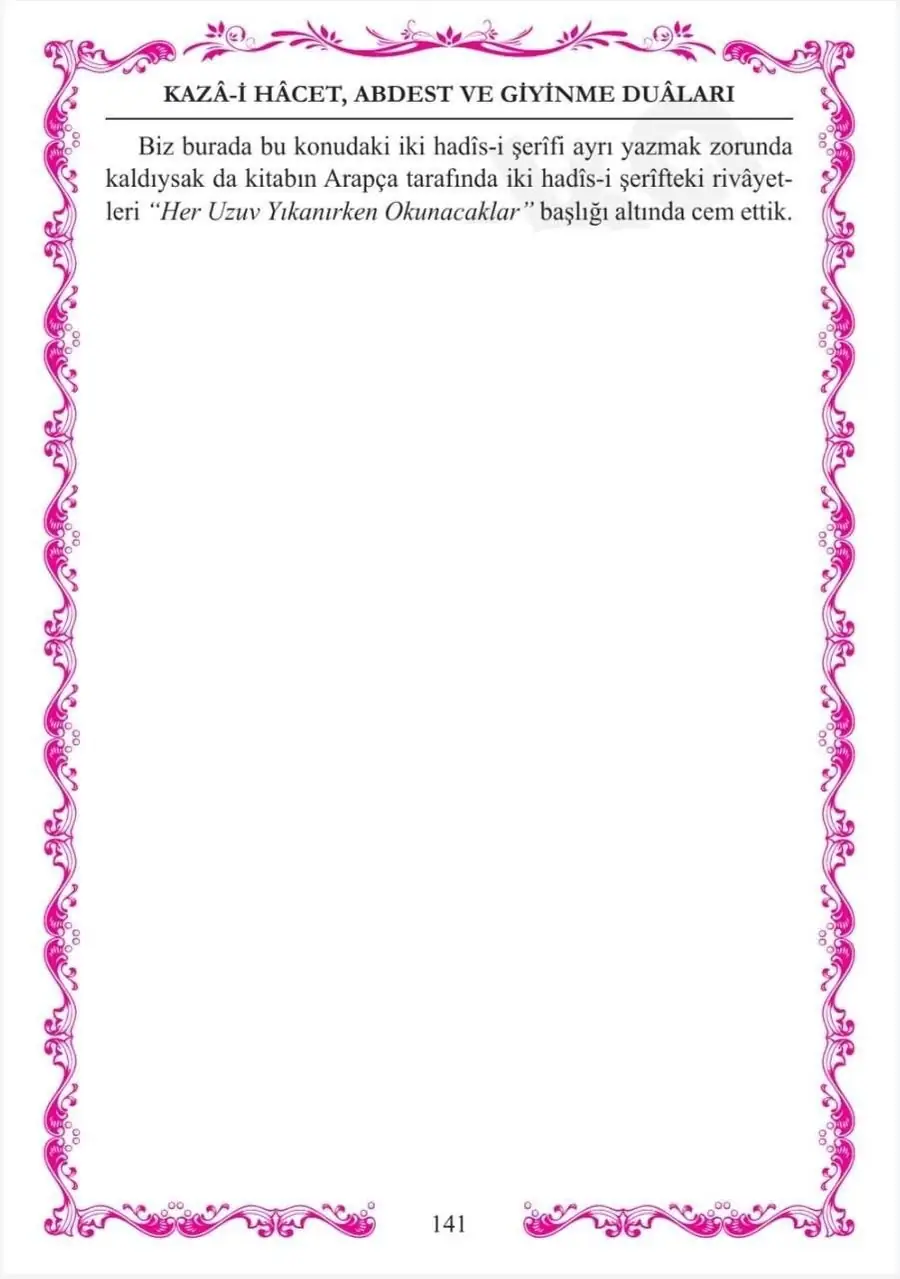 KAZÂ-İ HÂCET, ABDEST VE GİYİNME DUÂLARI
Biz burada bu konudaki iki hadîs-i şerîfi ayrı yazmak zorunda
kaldıysak da kitabın Arapça tarafında iki hadîs-i şerîfteki rivâyet-
leri “Her Uzuv Yıkanırken Okunacaklar” başlığı altında cem ettik.
141